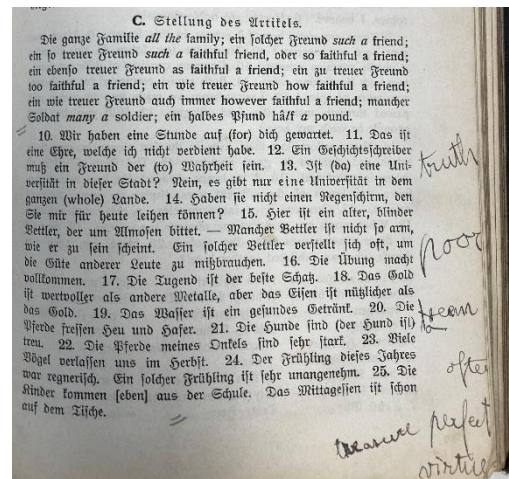 C. Stellung des Artikels.
Die ganze Familie all the family; ein solcher Freund such a friend;
ein so treuer Freund such a faithful friend, oder so faithful a friend;
ein ebenso treuer Freund as faithful a friend; ein zu treuer Freund
too faithful a friend; ein wie treuer Freund how faithful a friend;
ein wie treuer Freund auch immer however faithful a friend; mancher
Soldat many a soldier; ein halbes Pfund hâlf a pound.
10. Wir haben eine Stunde auf (for) dich gewartet. 11. Das ist
eine Ehre, welche ich nicht verdient habe. 12. Ein Geschichtsschreiber
muß ein Freund der (to) Wahrheit sein. 13. Ist (da) eine Uni-
versität in dieser Stadt? Nein, es gibt nur eine Universität in dem
ganzen (whole) Lande. 14. Haben sie nicht einen Regenschirm, den
Sie mir für heute leihen können? 15. Hier ist ein alter, blinder
Bettler, der um Almosen bittet. — Mancher Bettler ist nicht so arm,
wie er zu sein scheint. Ein solcher Bettler verstellt sich oft, um
die Güte anderer Leute zu mißbrauchen. 16. Die Übung macht
vollkommen. 17. Die Tugend ist der beste Schatz. 18. Das Gold
ist wertvoller als andere Metalle, aber das Eisen ist nützlicher als
das Gold. 19. Das Wasser ist ein gesundes Getränk. 20. Die
Pferde fressen Heu und Hafer. 21. Die Hunde sind (der Hund ist)
treu. 22. Die Pferde meines Onkels sind sehr stark. 23. Viele
Vögel verlassen uns im Herbst. 24. Der Frühling dieses Jahres
war regnerisch. Ein solcher Frühling ist sehr unangenehm. 25. Die
Kinder kommen [eben] aus der Schule. Das Mittagessen ist schon
auf dem Tische.
truth
poor
often
treasure perfect
virtue